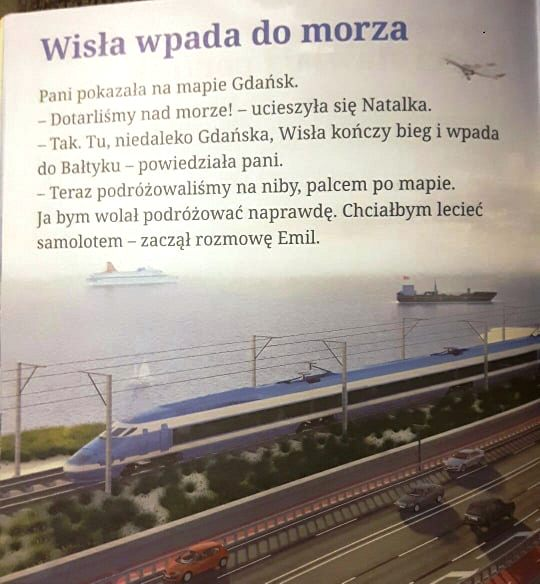 Wisła wpada do morza
Pani pokazała na mapie Gdańsk.
– Dotarliśmy nad morze! – ucieszyła się Natalka.
– Tak. Tu, niedaleko Gdańska, Wisła kończy bieg i wpada
do Bałtyku – powiedziała pani.
– Teraz podróżowaliśmy na niby, palcem po mapie.
Ja bym wolał podróżować naprawdę. Chciałbym lecieć
samolotem – zaczął rozmowę Emil.